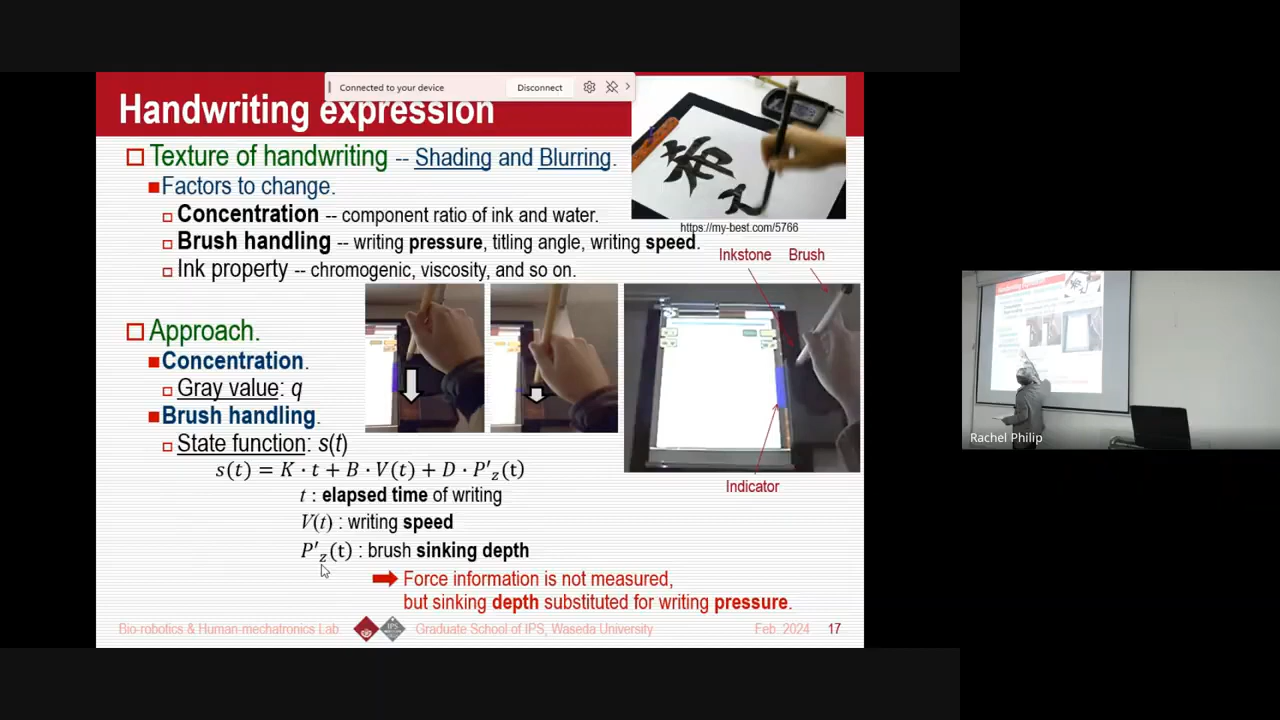 Connected to your device
Disconnect
Handwriting expression
Texture of handwriting -- Shading and Blurring.
Factors to change.
Concentration -- component ratio of ink and water.
Brush handling -- writing pressure, titling angle, writing speed.
Ink property -- chromogenic, viscosity, and so on.
https://my-best.com/5766
Inkstone Brush
Approach.
Concentration.
Gray value: q
Brush handling.
State function: s(t)
s(t) = K · t + B · V(t) + D · P′z(t)
t : elapsed time of writing
V(t) : writing speed
P′z(t) : brush sinking depth
Indicator
Force information is not measured,
but sinking depth substituted for writing pressure.
Bio-robotics & Human-mechatronics Lab IPS Graduate School of IPS, Waseda University Feb. 2024 17
Rachel Philip